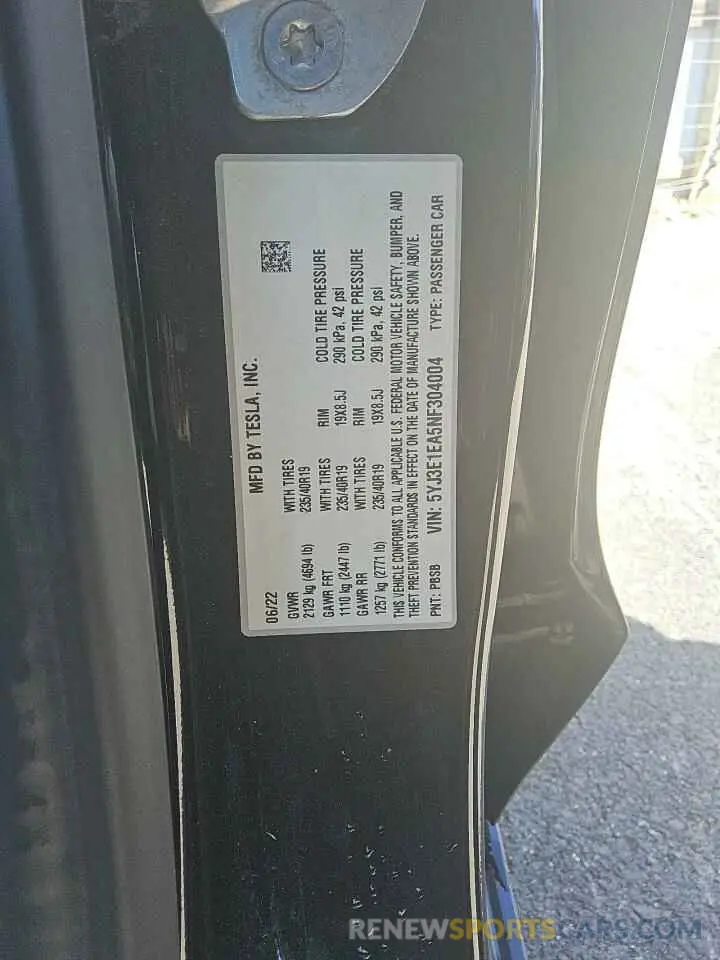 MFD BY TESLA, INC.
06/22
GVWR WITH TIRES
2129 kg (4694 lb) 235/40R19
GAWR FRT WITH TIRES RIM COLD TIRE PRESSURE
1110 kg (2447 lb) 235/40R19 19X8.5J 290 kPa, 42 psi
GAWR RR WITH TIRES RIM COLD TIRE PRESSURE
1257 kg (2771 lb) 235/40R19 19X8.5J 290 kPa, 42 psi
THIS VEHICLE CONFORMS TO ALL APPLICABLE U.S. FEDERAL MOTOR VEHICLE SAFETY, BUMPER, AND
THEFT PREVENTION STANDARDS IN EFFECT ON THE DATE OF MANUFACTURE SHOWN ABOVE.
PNT: PBSB VIN: 5YJ3E1EA5NF304004 TYPE: PASSENGER CAR
RENEWSPORTSCARS.COM